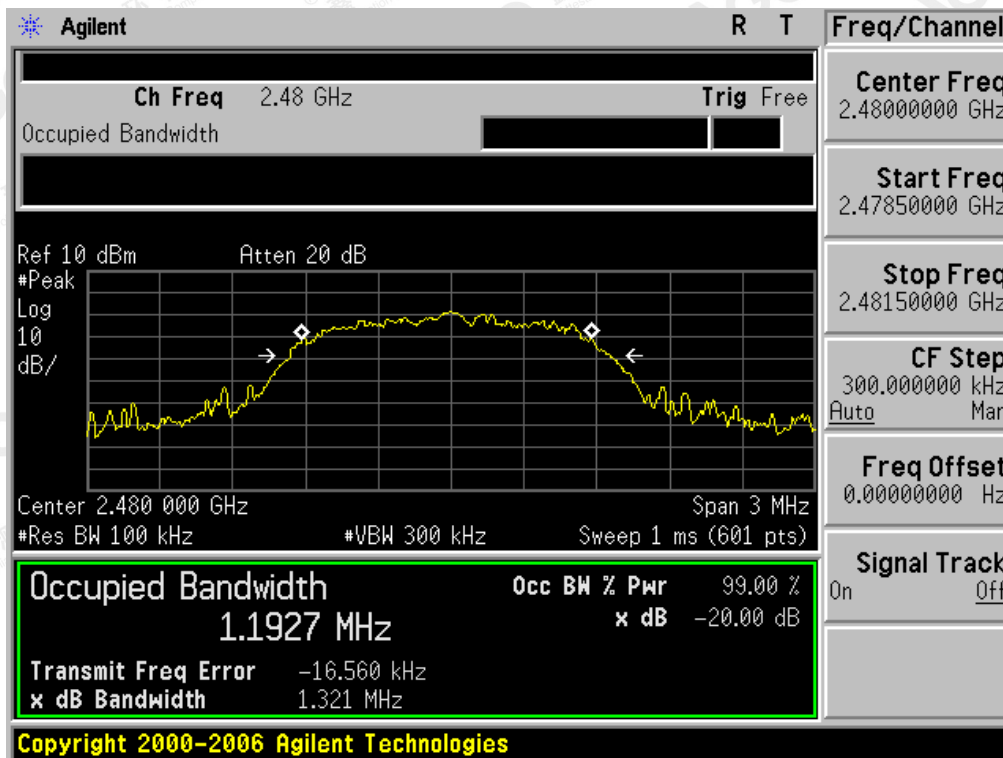 Agilent R T Freq/Channel
Ch Freq 2.48 GHz Trig Free
Occupied Bandwidth
Center Freq
2.48000000 GHz
Start Freq
2.47850000 GHz
Stop Freq
2.48150000 GHz
CF Step
300.000000 kHz
Auto Man
Freq Offset
0.00000000 Hz
Signal Track
On Off
Ref 10 dBm Atten 20 dB
#Peak
Log
10
dB/
Center 2.480 000 GHz Span 3 MHz
#Res BW 100 kHz #VBW 300 kHz Sweep 1 ms (601 pts)
Occupied Bandwidth Occ BW % Pwr 99.00 %
1.1927 MHz x dB -20.00 dB
Transmit Freq Error -16.560 kHz
x dB Bandwidth 1.321 MHz
Copyright 2000-2006 Agilent Technologies